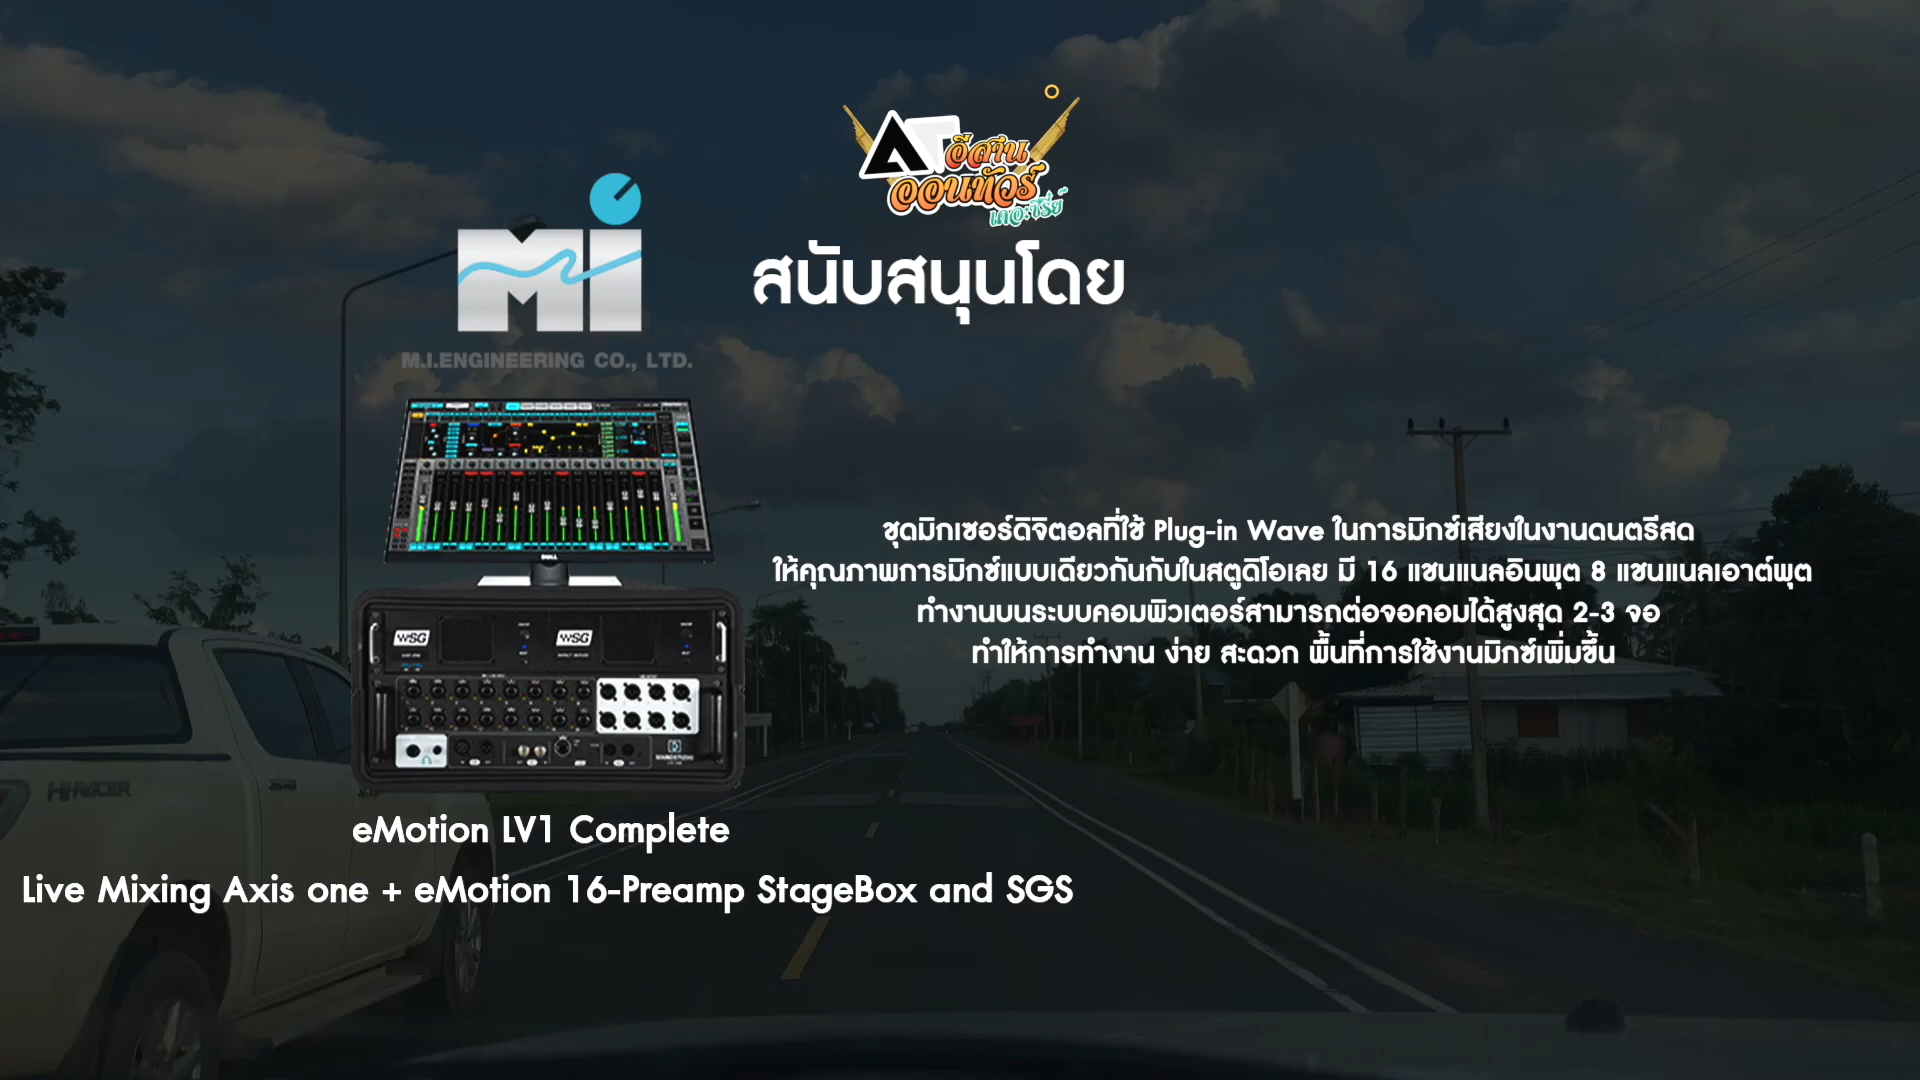 AT อีสาน
ออนทัวร์
เดอะซีรี่ย์
สนับสนุนโดย
Mi
M.I.ENGINEERING CO., LTD.
ชุดมิกเซอร์ดิจิตอลที่ใช้ Plug-in Wave ในการมิกซ์เสียงในงานดนตรีสด
ให้คุณภาพการมิกซ์แบบเดียวกันกับในสตูดิโอเลย มี 16 แชนแนลอินพุต 8 แชนแนลเอาต์พุต
ทำงานบนระบบคอมพิวเตอร์สามารถต่อจอคอมได้สูงสุด 2-3 จอ
ทำให้การทำงาน ง่าย สะดวก พื้นที่การใช้งานมิกซ์เพิ่มขึ้น
DELL
WSG
WSG
Hi-RACER
eMotion LV1 Complete
Live Mixing Axis one + eMotion 16-Preamp StageBox and SGS